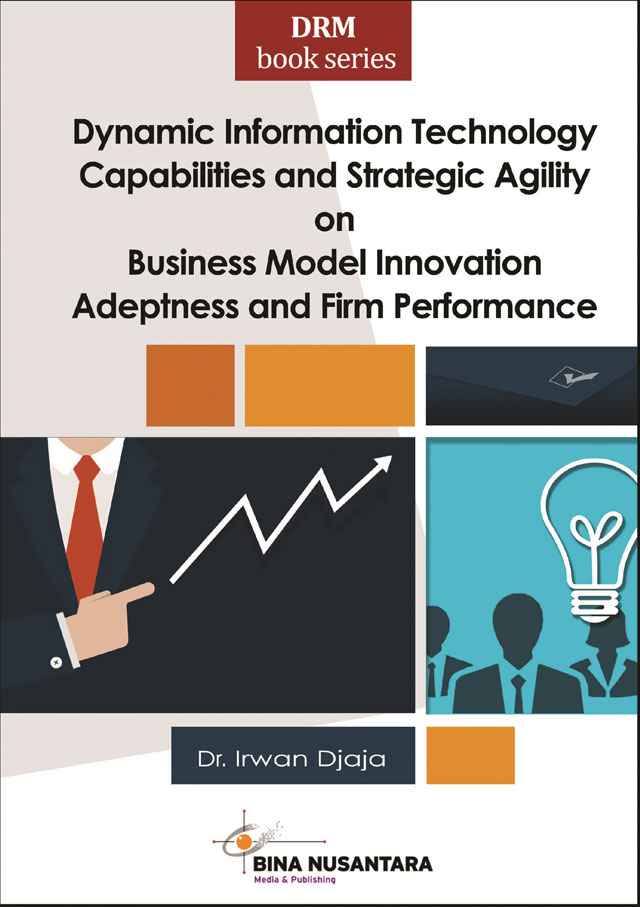 DRM
book series
Dynamic Information Technology
Capabilities and Strategic Agility
on
Business Model Innovation
Adeptness and Firm Performance
Dr. Irwan Djaja
BINA NUSANTARA
Media & Publishing